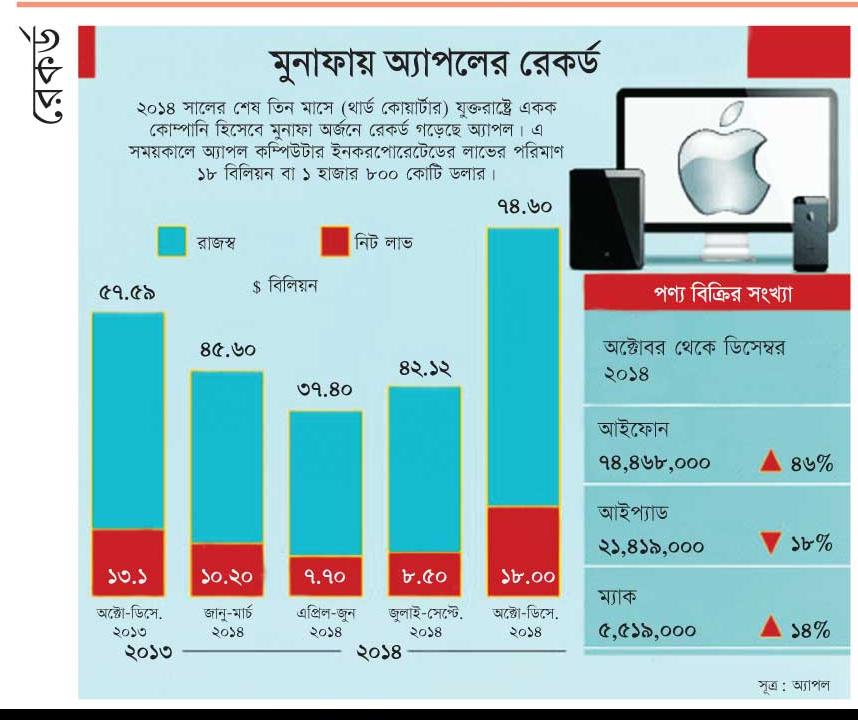 রেকর্ড
মুনাফায় অ্যাপলের রেকর্ড
২০১৪ সালের শেষ তিন মাসে (থার্ড কোয়ার্টার) যুক্তরাষ্ট্রে একক
কোম্পানি হিসেবে মুনাফা অর্জনে রেকর্ড গড়েছে অ্যাপল। এ
সময়কালে অ্যাপল কম্পিউটার ইনকরপোরেটেডের লাভের পরিমাণ
১৮ বিলিয়ন বা ১ হাজার ৮০০ কোটি ডলার।
রাজস্ব
নিট লাভ
$ বিলিয়ন
৫৭.৫৯
৪৫.৬০
৩৭.৪০
৪২.১২
৭৪.৬০
১৩.১
১০.২০
৭.৭০
৮.৫০
১৮.০০
অক্টো-ডিসে.
২০১৩
জানু-মার্চ
২০১৪
এপ্রিল-জুন
২০১৪
জুলাই-সেপ্টে.
২০১৪
অক্টো-ডিসে.
২০১৪
২০১৩
২০১৪
পণ্য বিক্রির সংখ্যা
অক্টোবর থেকে ডিসেম্বর
২০১৪
আইফোন
৭৪,৪৬৮,০০০ ▲ ৪৬%
আইপ্যাড
২১,৪১৯,০০০ ▼ ১৮%
ম্যাক
৫,৫১৯,০০০ ▲ ১৪%
সূত্র : অ্যাপল